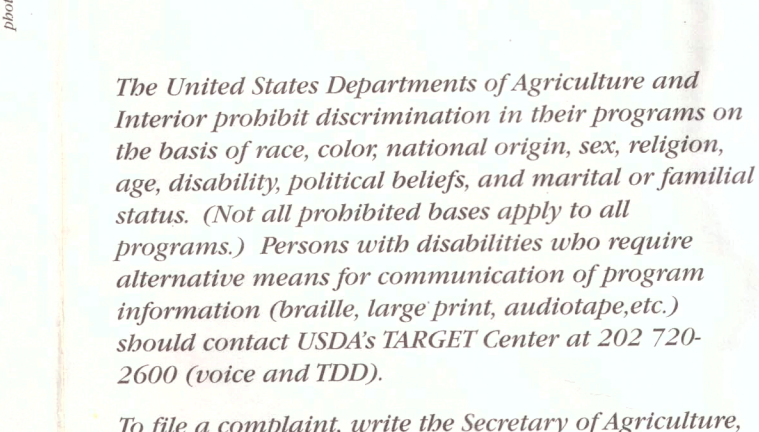 The United States Departments of Agriculture and
Interior prohibit discrimination in their programs on
the basis of race, color, national origin, sex, religion,
age, disability, political beliefs, and marital or familial
status.  (Not all prohibited bases apply to all
programs.)  Persons with disabilities who require
alternative means for communication of program
information (braille, large print, audiotape,etc.)
should contact USDA's TARGET Center at 202 720-
2600 (voice and TDD).
To file a complaint, write the Secretary of Agriculture,